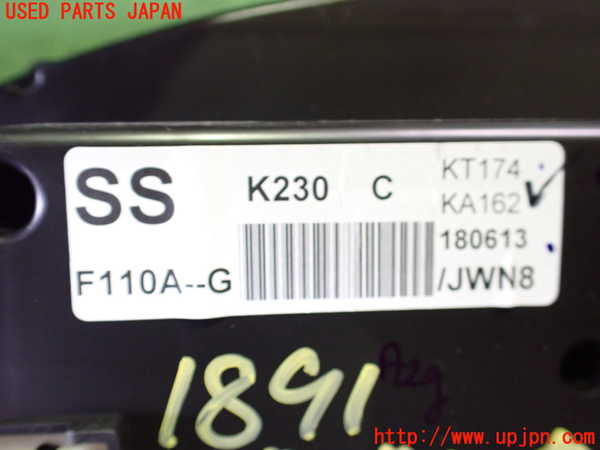 USED PARTS JAPAN
SS K230 C KT174
KA162
180613
F110A--G /JWN8
1891
http://www.upjpn.com/